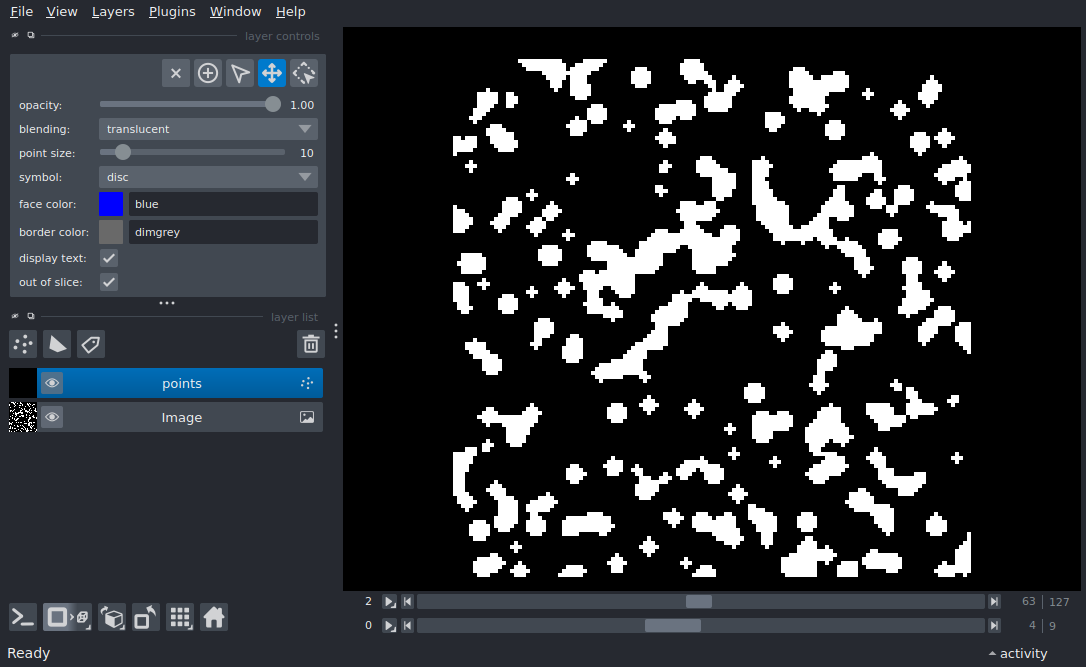 File View Layers Plugins Window Help
layer controls
opacity: 1.00
blending: translucent
point size: 10
symbol: disc
face color: blue
border color: dimgrey
display text:
out of slice:
layer list
points
Image
2 63 127
0 4 9
Ready activity